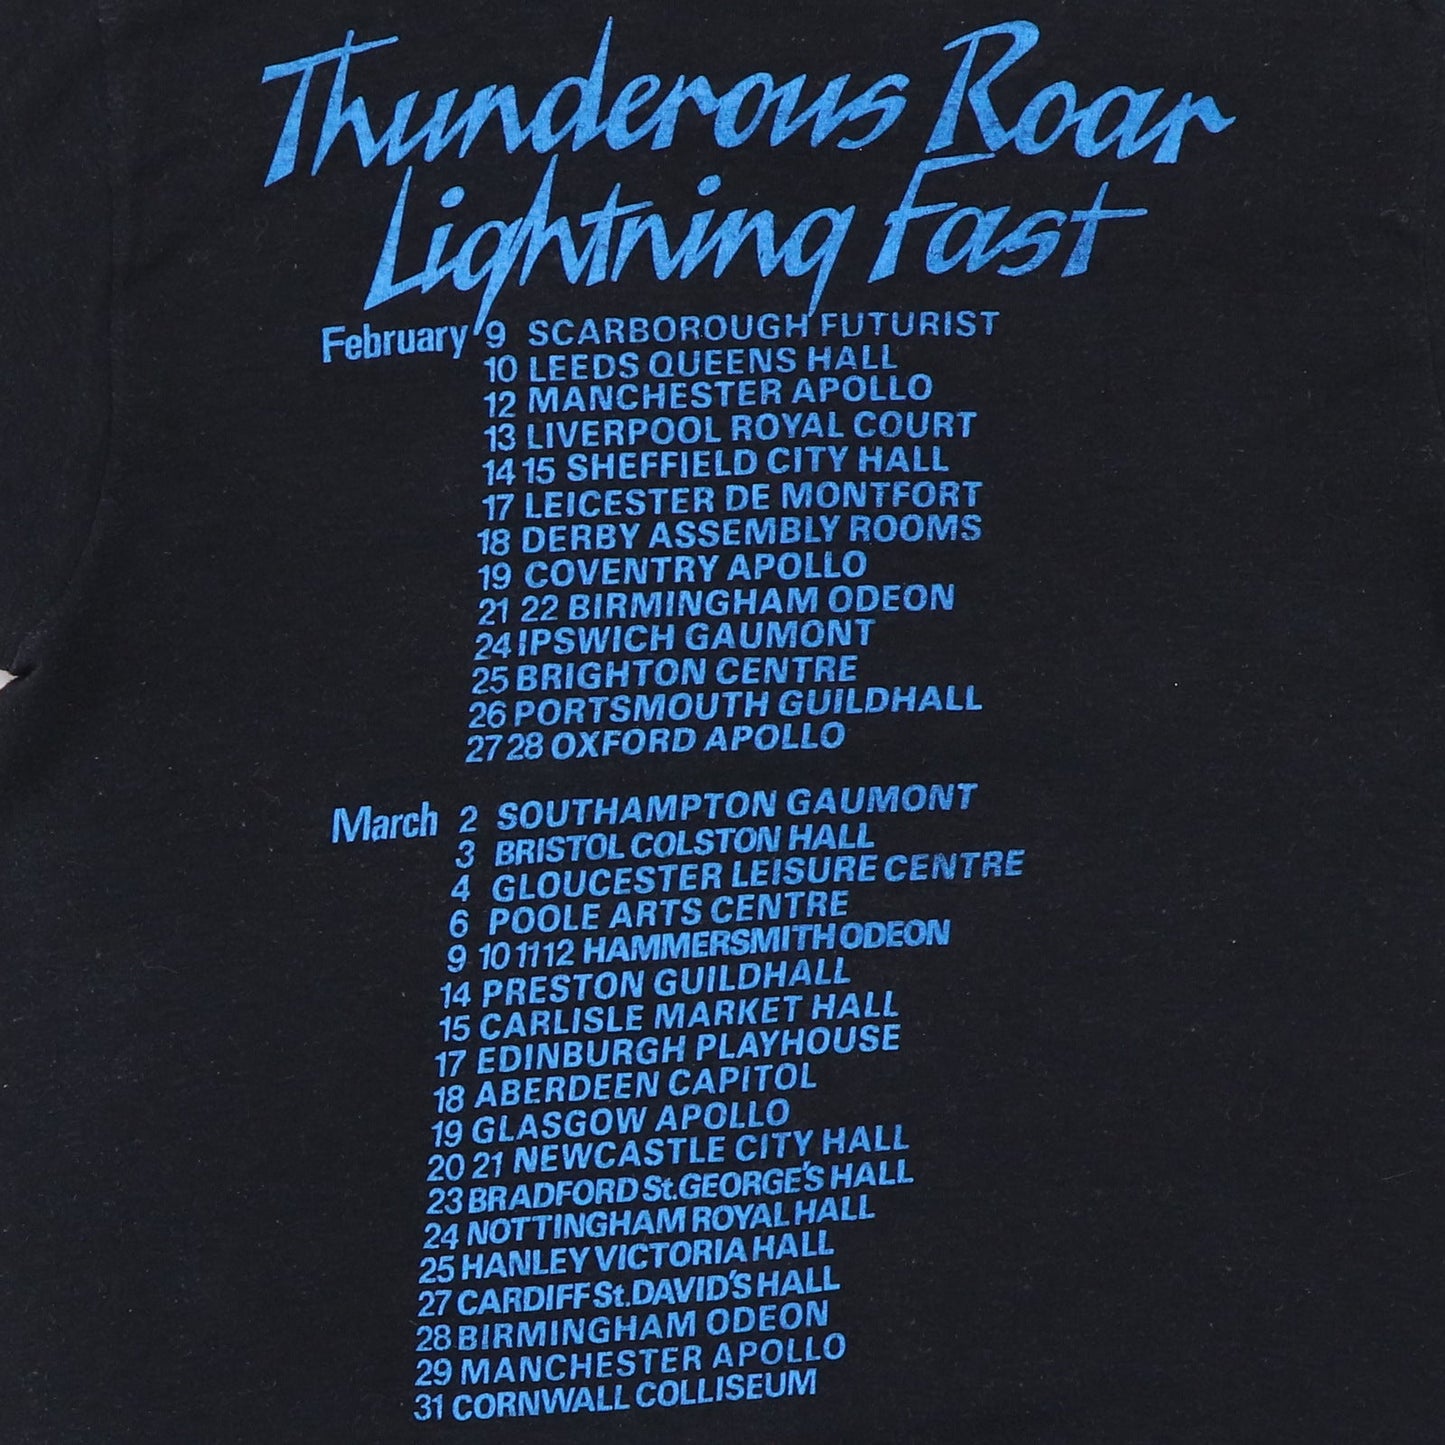 Thunderous Roar
Lightning Fast
February 9 SCARBOROUGH FUTURIST
10 LEEDS QUEENS HALL
12 MANCHESTER APOLLO
13 LIVERPOOL ROYAL COURT
14 15 SHEFFIELD CITY HALL
17 LEICESTER DE MONTFORT
18 DERBY ASSEMBLY ROOMS
19 COVENTRY APOLLO
21 22 BIRMINGHAM ODEON
24 IPSWICH GAUMONT
25 BRIGHTON CENTRE
26 PORTSMOUTH GUILDHALL
27 28 OXFORD APOLLO
March 2 SOUTHAMPTON GAUMONT
3 BRISTOL COLSTON HALL
4 GLOUCESTER LEISURE CENTRE
6 POOLE ARTS CENTRE
9 10 11 12 HAMMERSMITH ODEON
14 PRESTON GUILDHALL
15 CARLISLE MARKET HALL
17 EDINBURGH PLAYHOUSE
18 ABERDEEN CAPITOL
19 GLASGOW APOLLO
20 21 NEWCASTLE CITY HALL
23 BRADFORD St.GEORGE'S HALL
24 NOTTINGHAM ROYAL HALL
25 HANLEY VICTORIA HALL
27 CARDIFF St.DAVID'S HALL
28 BIRMINGHAM ODEON
29 MANCHESTER APOLLO
31 CORNWALL COLLISEUM